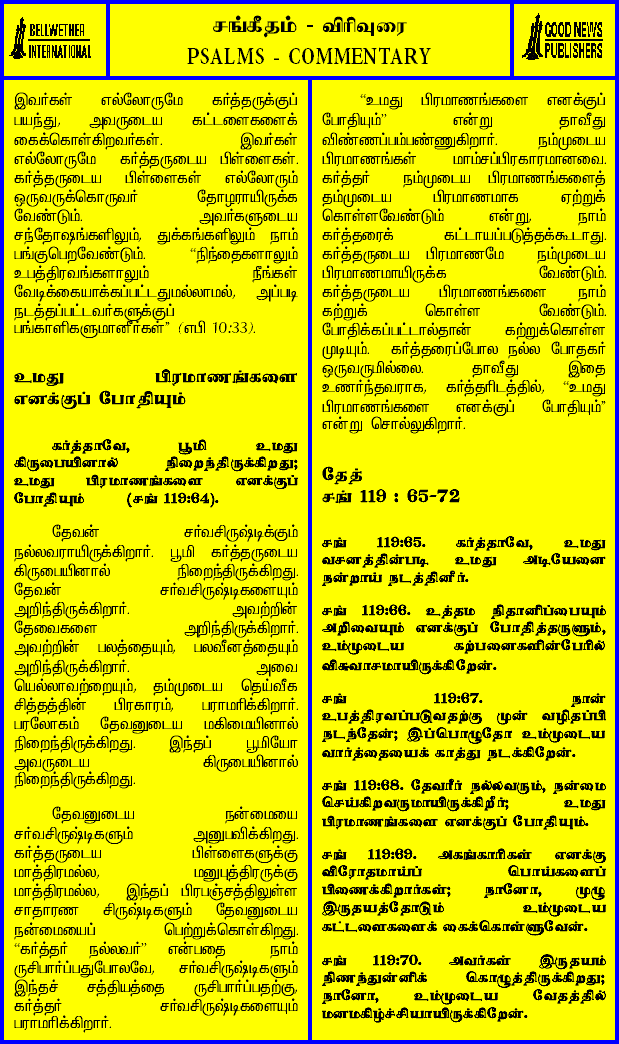 BELLWETHER
INTERNATIONAL
சங்கீதம் - விரிவுரை
PSALMS - COMMENTARY
GOOD NEWS
PUBLISHERS
இவர்கள் எல்லோருமே கர்த்தருக்குப்
பயந்து, அவருடைய கட்டளைகளைக்
கைக்கொள்கிறவர்கள். இவர்கள்
எல்லோருமே கர்த்தருடைய பிள்ளைகள்.
கர்த்தருடைய பிள்ளைகள் எல்லோரும்
ஒருவருக்கொருவர் தோழராயிருக்க
வேண்டும். அவர்களுடைய
சந்தோஷங்களிலும், துக்கங்களிலும் நாம்
பங்குபெறவேண்டும். “நிந்தைகளாலும்
உபத்திரவங்களாலும் நீங்கள்
வேடிக்கையாக்கப்பட்டதுமல்லாமல், அப்படி
நடத்தப்பட்டவர்களுக்குப்
பங்காளிகளுமானீர்கள்” (எபி 10:33).
உமது பிரமாணங்களை
எனக்குப் போதியும்
கர்த்தாவே, பூமி உமது
கிருபையினால் நிறைந்திருக்கிறது;
உமது பிரமாணங்களை எனக்குப்
போதியும் (சங் 119:64).
தேவன் சர்வசிருஷ்டிக்கும்
நல்லவராயிருக்கிறார். பூமி கர்த்தருடைய
கிருபையினால் நிறைந்திருக்கிறது.
தேவன் சர்வசிருஷ்டிகளையும்
அறிந்திருக்கிறார். அவற்றின்
தேவைகளை அறிந்திருக்கிறார்.
அவற்றின் பலத்தையும், பலவீனத்தையும்
அறிந்திருக்கிறார். அவை
யெல்லாவற்றையும், தம்முடைய தெய்வீக
சித்தத்தின் பிரகாரம், பராமரிக்கிறார்.
பரலோகம் தேவனுடைய மகிமையினால்
நிறைந்திருக்கிறது. இந்தப் பூமியோ
அவருடைய கிருபையினால்
நிறைந்திருக்கிறது.
தேவனுடைய நன்மையை
சர்வசிருஷ்டிகளும் அனுபவிக்கிறது.
கர்த்தருடைய பிள்ளைகளுக்கு
மாத்திரமல்ல, மனுபுத்திரருக்கு
மாத்திரமல்ல, இந்தப் பிரபஞ்சத்திலுள்ள
சாதாரண சிருஷ்டிகளும் தேவனுடைய
நன்மையைப் பெற்றுக்கொள்கிறது.
“கர்த்தர் நல்லவர்” என்பதை நாம்
ருசிபார்ப்பதுபோலவே, சர்வசிருஷ்டிகளும்
இந்தச் சத்தியத்தை ருசிபார்ப்பதற்கு,
கர்த்தர் சர்வசிருஷ்டிகளையும்
பராமரிக்கிறார்.
“உமது பிரமாணங்களை எனக்குப்
போதியும்” என்று தாவீது
விண்ணப்பம்பண்ணுகிறார். நம்முடைய
பிரமாணங்கள் மாம்சப்பிரகாரமானவை.
கர்த்தர் நம்முடைய பிரமாணங்களைத்
தம்முடைய பிரமாணமாக ஏற்றுக்
கொள்ளவேண்டும் என்று, நாம்
கர்த்தரைக் கட்டாயப்படுத்தக்கூடாது.
கர்த்தருடைய பிரமாணமே நம்முடைய
பிரமாணமாயிருக்க வேண்டும்.
கர்த்தருடைய பிரமாணங்களை நாம்
கற்றுக் கொள்ள வேண்டும்.
போதிக்கப்பட்டால்தான் கற்றுக்கொள்ள
முடியும். கர்த்தரைப்போல நல்ல போதகர்
ஒருவருமில்லை. தாவீது இதை
உணர்ந்தவராக, கர்த்தரிடத்தில், “உமது
பிரமாணங்களை எனக்குப் போதியும்”
என்று சொல்லுகிறார்.
தேத்
சங் 119 : 65-72
சங் 119:65. கர்த்தாவே, உமது
வசனத்தின்படி உமது அடியேனை
நன்றாய் நடத்தினீர்.
சங் 119:66. உத்தம நிதானிப்பையும்
அறிவையும் எனக்குப் போதித்தருளும்,
உம்முடைய கற்பனைகளின்பேரில்
விசுவாசமாயிருக்கிறேன்.
சங் 119:67. நான்
உபத்திரவப்படுவதற்கு முன் வழிதப்பி
நடந்தேன்; இப்பொழுதோ உம்முடைய
வார்த்தையைக் காத்து நடக்கிறேன்.
சங் 119:68. தேவரீர் நல்லவரும், நன்மை
செய்கிறவருமாயிருக்கிறீர்; உமது
பிரமாணங்களை எனக்குப் போதியும்.
சங் 119:69. அகங்காரிகள் எனக்கு
விரோதமாய்ப் பொய்களைப்
பிணைக்கிறார்கள்; நானோ, முழு
இருதயத்தோடும் உம்முடைய
கட்டளைகளைக் கைக்கொள்ளுவேன்.
சங் 119:70. அவர்கள் இருதயம்
நிணந்துன்னிக் கொழுத்திருக்கிறது;
நானோ, உம்முடைய வேதத்தில்
மனமகிழ்ச்சியாயிருக்கிறேன்.